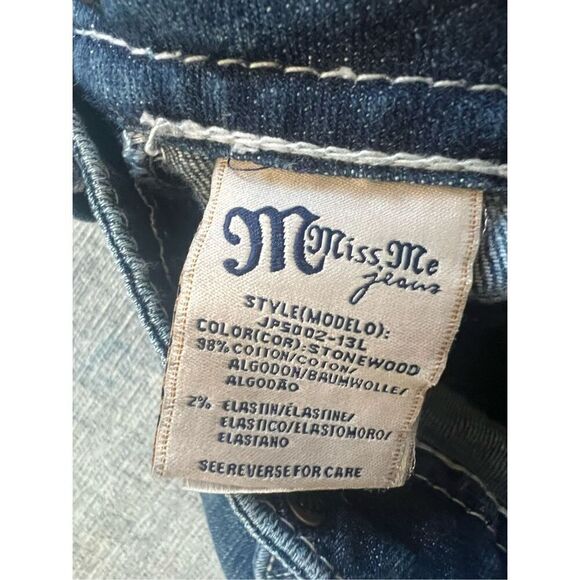 M Miss Me
jeans
STYLE(MODELO):
JP5002-13L
COLOR(COR):STONEWOOD
98% COTTON/COTON/
ALGODON/BAUMWOLLE/
ALGODÃO
2% ELASTIN/ÉLASTINE/
ELASTICO/ELASTOMORO/
ELASTANO
SEE REVERSE FOR CARE